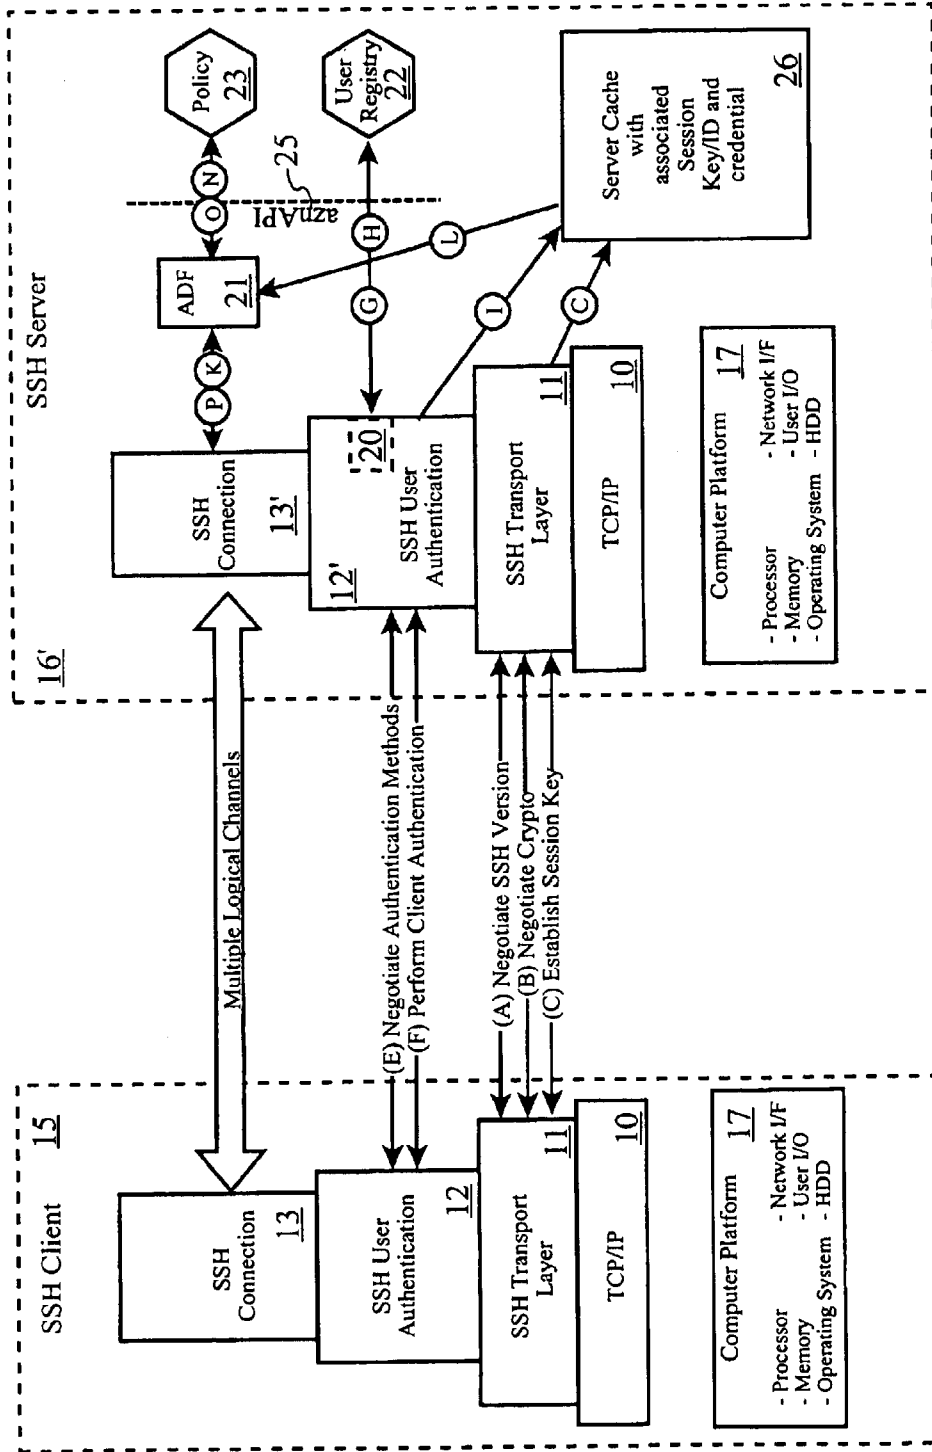 SSH Client
15
SSH
Connection
13
SSH User
Authentication
12
SSH Transport
Layer
11
TCP/IP
10
Computer Platform
17
- Processor
- Memory
- Operating System
- Network I/F
- User I/O
- HDD
Multiple Logical Channels
(E) Negotiate Authentication Methods
(F) Perform Client Authentication
(A) Negotiate SSH Version
(B) Negotiate Crypto
(C) Establish Session Key
SSH Server
16'
SSH
Connection
13'
12'
20
SSH User
Authentication
SSH Transport
Layer
11
TCP/IP
10
Computer Platform
17
- Processor
- Memory
- Operating System
- Network I/F
- User I/O
- HDD
P
K
ADF
21
O
N
Policy
23
aznAPI
25
G
H
User
Registry
22
L
I
C
Server Cache
with
associated
Session
Key/ID and
credential
26